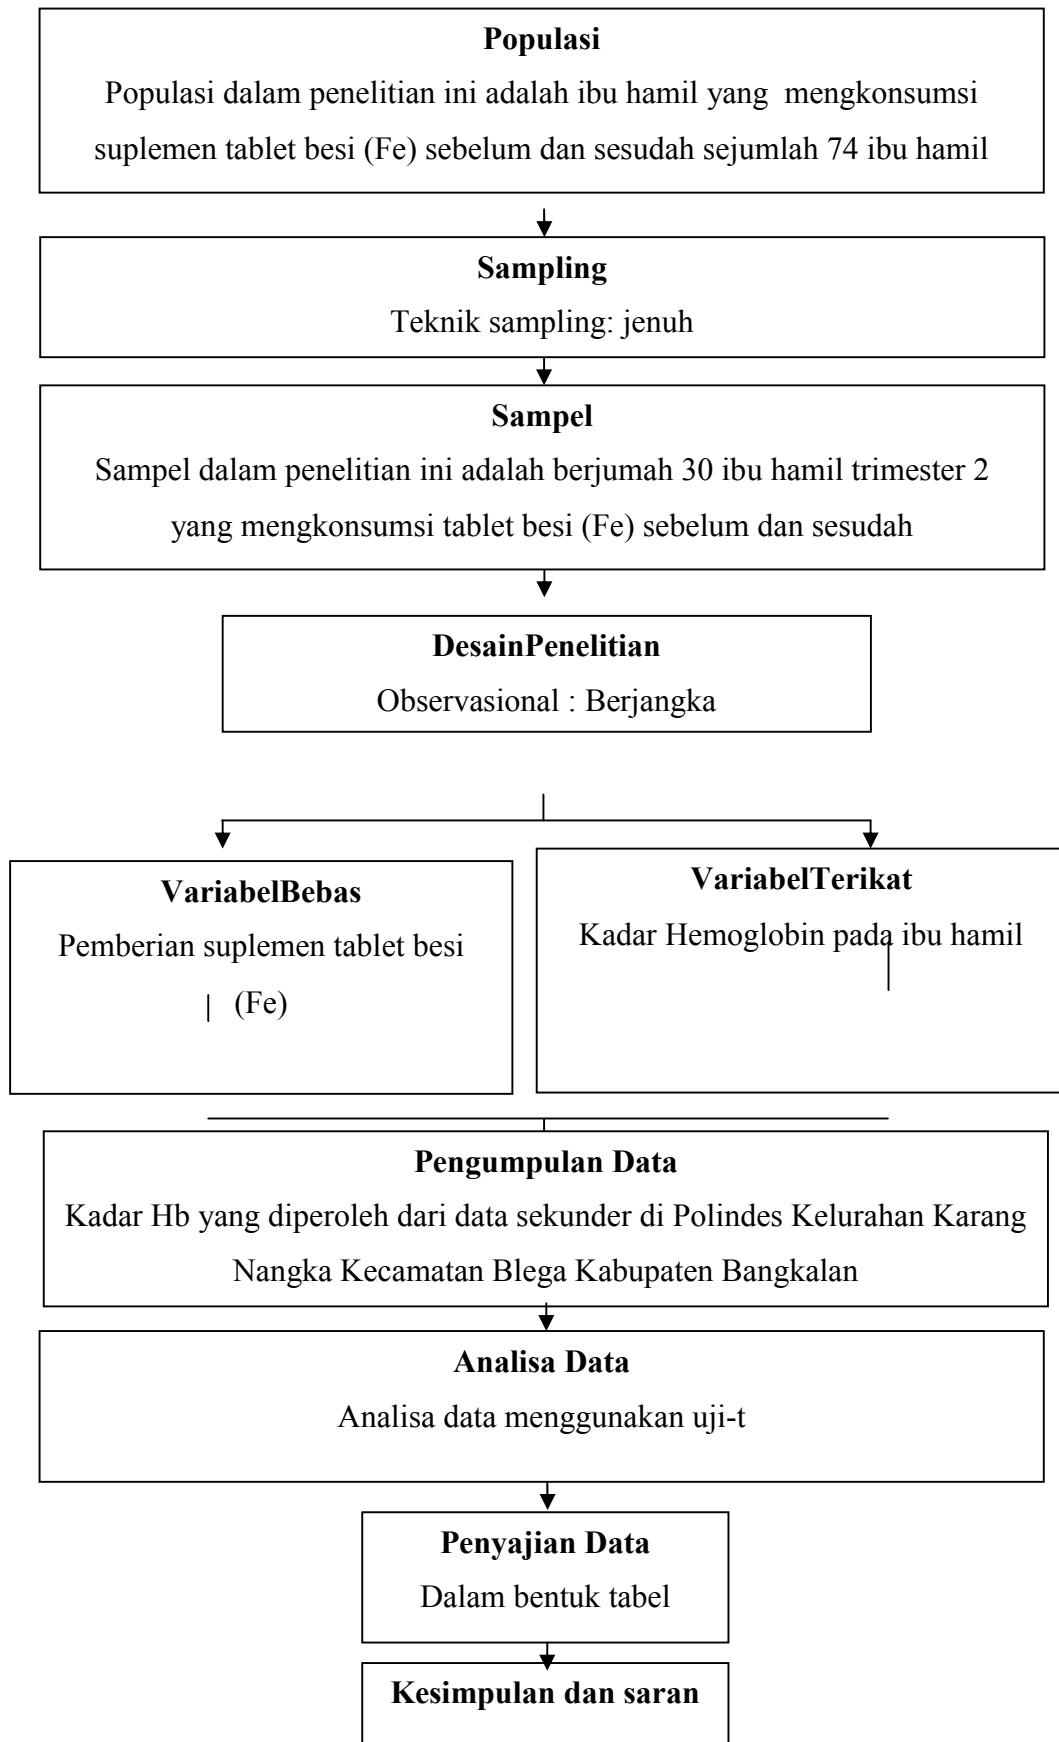 Populasi
Populasi dalam penelitian ini adalah ibu hamil yang mengkonsumsi
suplemen tablet besi (Fe) sebelum dan sesudah sejumlah 74 ibu hamil
Sampling
Teknik sampling: jenuh
Sampel
Sampel dalam penelitian ini adalah berjumah 30 ibu hamil trimester 2
yang mengkonsumsi tablet besi (Fe) sebelum dan sesudah
DesainPenelitian
Observasional : Berjangka
VariabelBebas
Pemberian suplemen tablet besi
(Fe)
VariabelTerikat
Kadar Hemoglobin pada ibu hamil
Pengumpulan Data
Kadar Hb yang diperoleh dari data sekunder di Polindes Kelurahan Karang
Nangka Kecamatan Blega Kabupaten Bangkalan
Analisa Data
Analisa data menggunakan uji-t
Penyajian Data
Dalam bentuk tabel
Kesimpulan dan saran